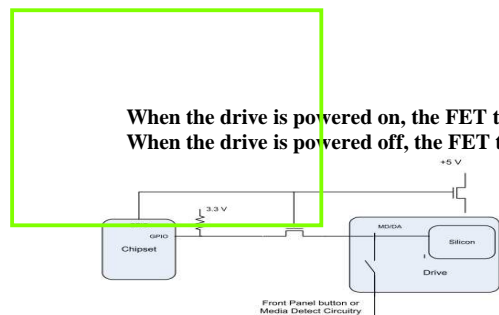 When the drive is powered on, the FET
When the drive is powered off, the FET
+5 V
3.3 V
GPIO
MD/DA
Chipset
Silicon
Drive
Front Panel button or
Media Detect Circuitry